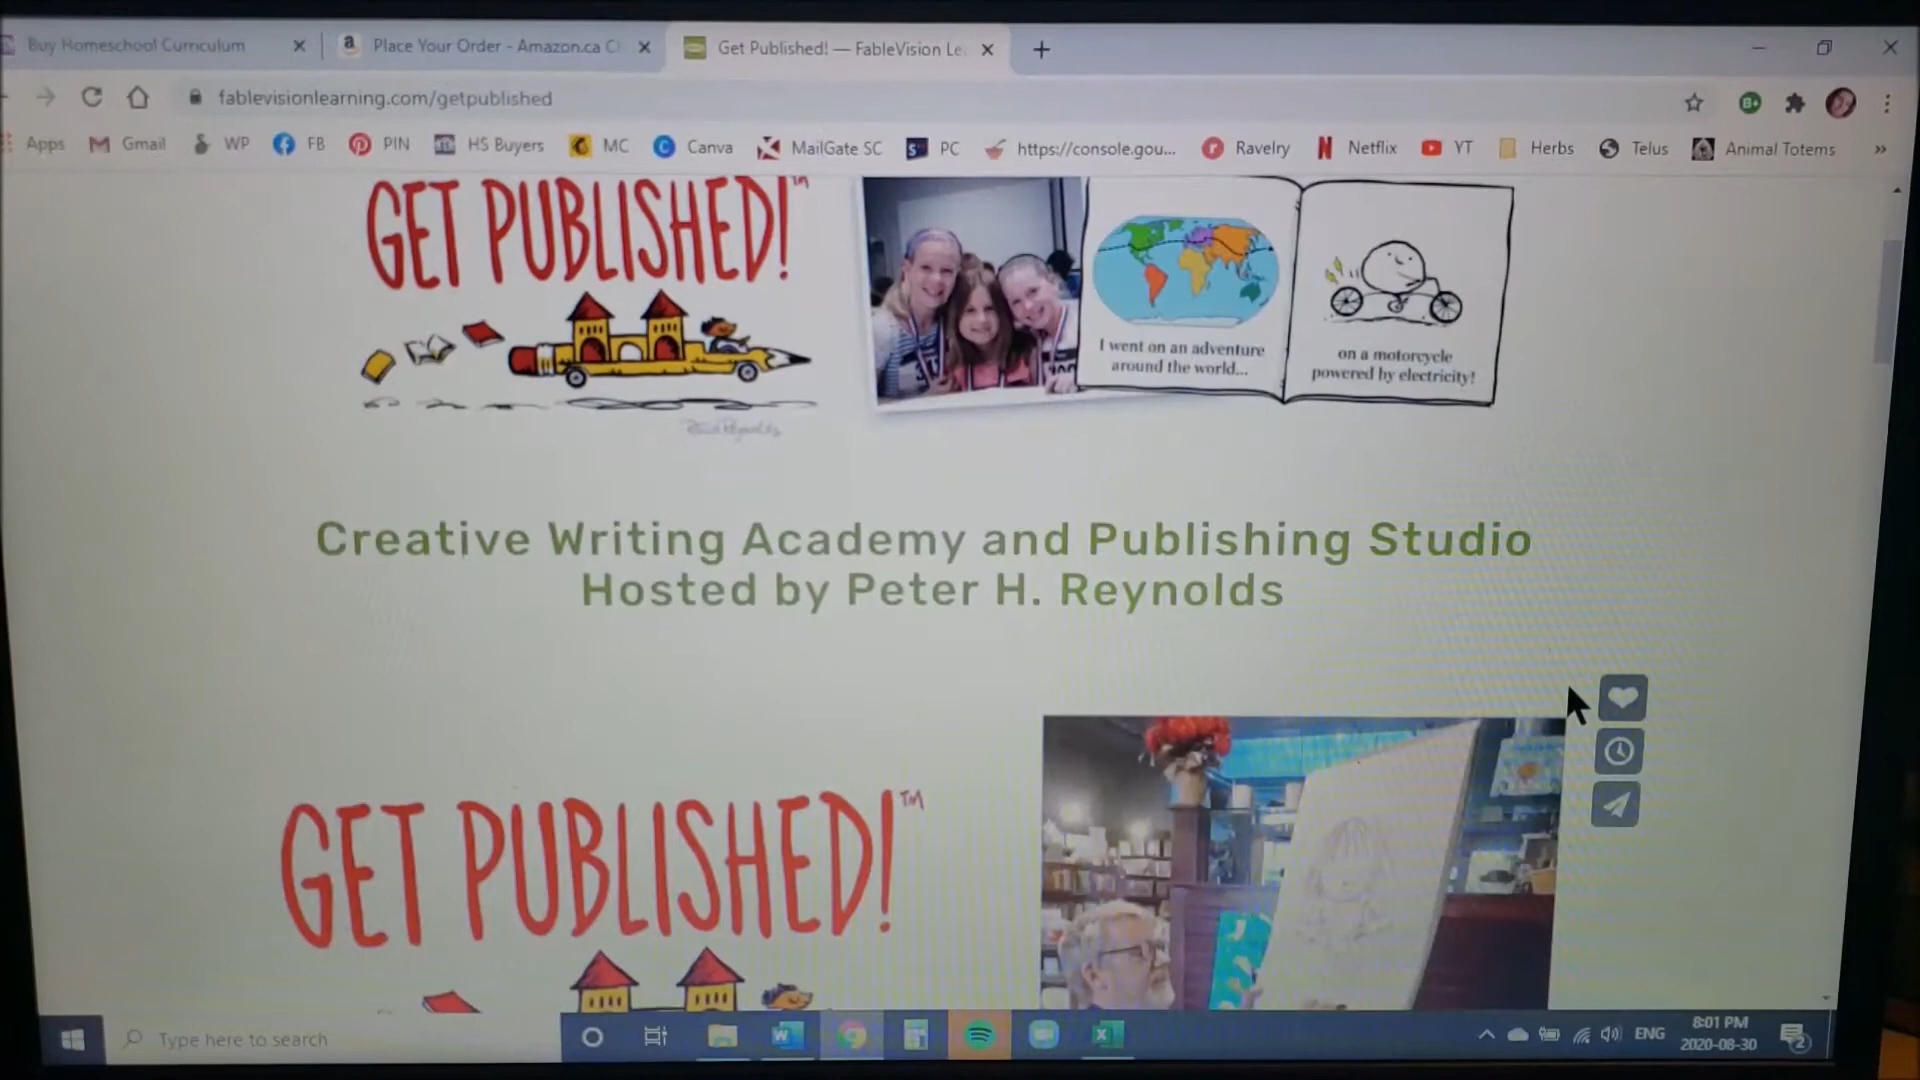 Buy Homeschool Curriculum
Place Your Order - Amazon.ca C
Get Published! — FableVision Le
fablevisionlearning.com/getpublished
Apps
Gmail
WP
FB
PIN
HS Buyers
MC
Canva
MailGate SC
PC
https://console.gou...
Ravelry
Netflix
YT
Herbs
Telus
Animal Totems
»
GET PUBLISHED!™
I went on an adventure
around the world...
on a motorcycle
powered by electricity!
Creative Writing Academy and Publishing Studio
Hosted by Peter H. Reynolds
GET PUBLISHED!™
Type here to search
ENG
8:01 PM
2020-08-30
2